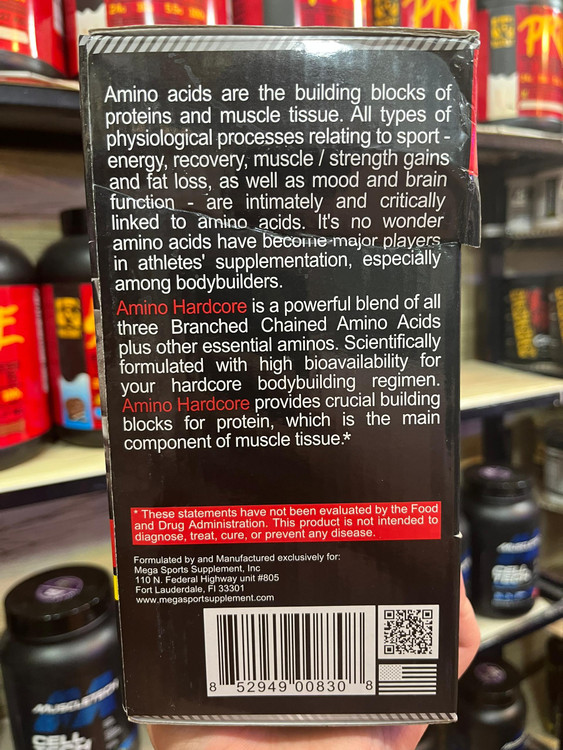 Amino acids are the building blocks of
proteins and muscle tissue. All types of
physiological processes relating to sport -
energy, recovery, muscle / strength gains
and fat loss, as well as mood and brain
function - are intimately and critically
linked to amino acids. It's no wonder
amino acids have become major players
in athletes' supplementation, especially
among bodybuilders.
Amino Hardcore is a powerful blend of all
three Branched Chained Amino Acids
plus other essential aminos. Scientifically
formulated with high bioavailability for
your hardcore bodybuilding regimen.
Amino Hardcore provides crucial building
blocks for protein, which is the main
component of muscle tissue.*
* These statements have not been evaluated by the Food
and Drug Administration. This product is not intended to
diagnose, treat, cure, or prevent any disease.
Formulated by and Manufactured exclusively for:
Mega Sports Supplement, Inc
110 N. Federal Highway unit #805
Fort Lauderdale, Fl 33301
www.megasportsupplement.com
8 52949 00830 8
MUSCLETECH
CELL
TECH
CELL
TECH